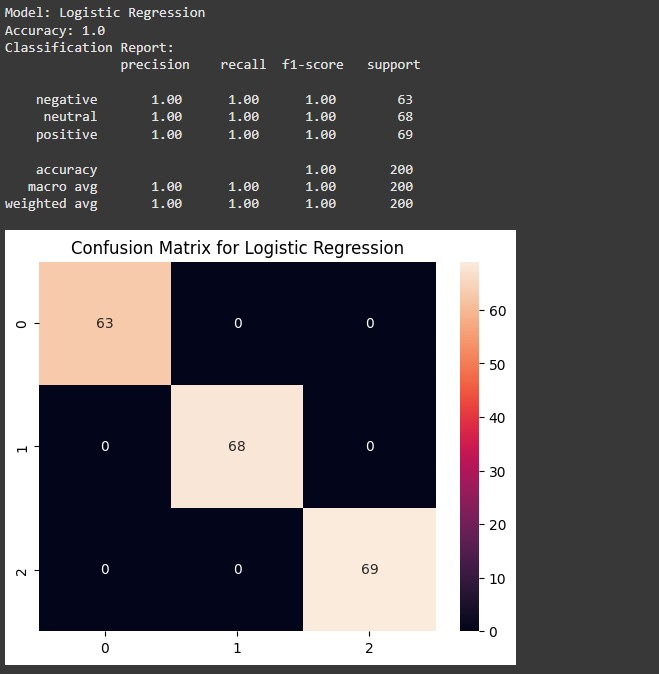 Model: Logistic Regression
Accuracy: 1.0
Classification Report:
precision recall f1-score support
negative 1.00 1.00 1.00 63
neutral 1.00 1.00 1.00 68
positive 1.00 1.00 1.00 69
accuracy 1.00 200
macro avg 1.00 1.00 1.00 200
weighted avg 1.00 1.00 1.00 200
Confusion Matrix for Logistic Regression
0 63 0 0
1 0 68 0
2 0 0 69
0 1 2
60
50
40
30
20
10
0